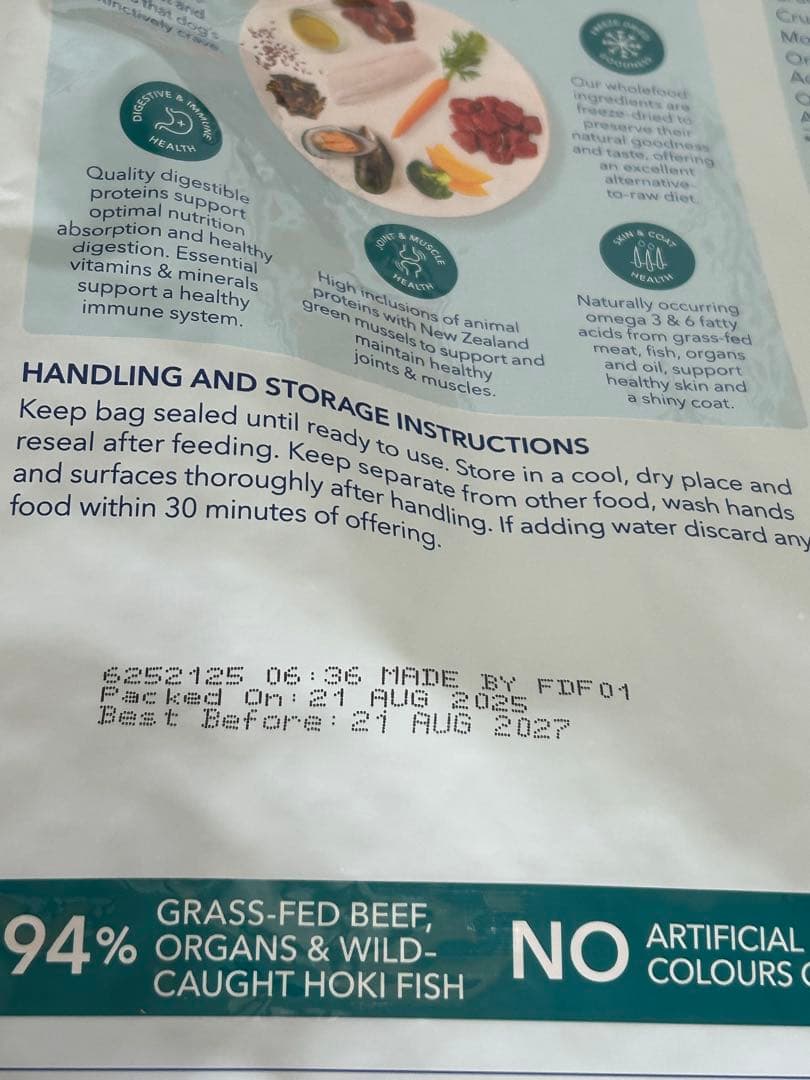 and
that dog's
instinctively crave
DIGESTIVE & IMMUNE
HEALTH
Quality digestible
proteins support
optimal nutrition
absorption and healthy
digestion. Essential
vitamins & minerals
support a healthy
immune system.
JOINT & MUSCLE
HEALTH
High inclusions of animal
proteins with New Zealand
green mussels to support and
maintain healthy
joints & muscles.
FREEZE DRIED
GOODNESS
Our wholefood
ingredients are
freeze-dried to
preserve their
natural goodness
and taste, offering
an excellent
alternative
to-raw diet.
SKIN & COAT
HEALTH
Naturally occurring
omega 3 & 6 fatty
acids from grass-fed
meat, fish, organs
and oil, support
healthy skin and
a shiny coat.
HANDLING AND STORAGE INSTRUCTIONS
Keep bag sealed until ready to use. Store in a cool, dry place and
reseal after feeding. Keep separate from other food, wash hands
and surfaces thoroughly after handling. If adding water discard any
food within 30 minutes of offering.
6252125 06:36 MADE BY FDF01
Packed On: 21 AUG 2025
Best Before: 21 AUG 2027
94% GRASS-FED BEEF,
ORGANS & WILD-
CAUGHT HOKI FISH
NO ARTIFICIAL
COLOURS